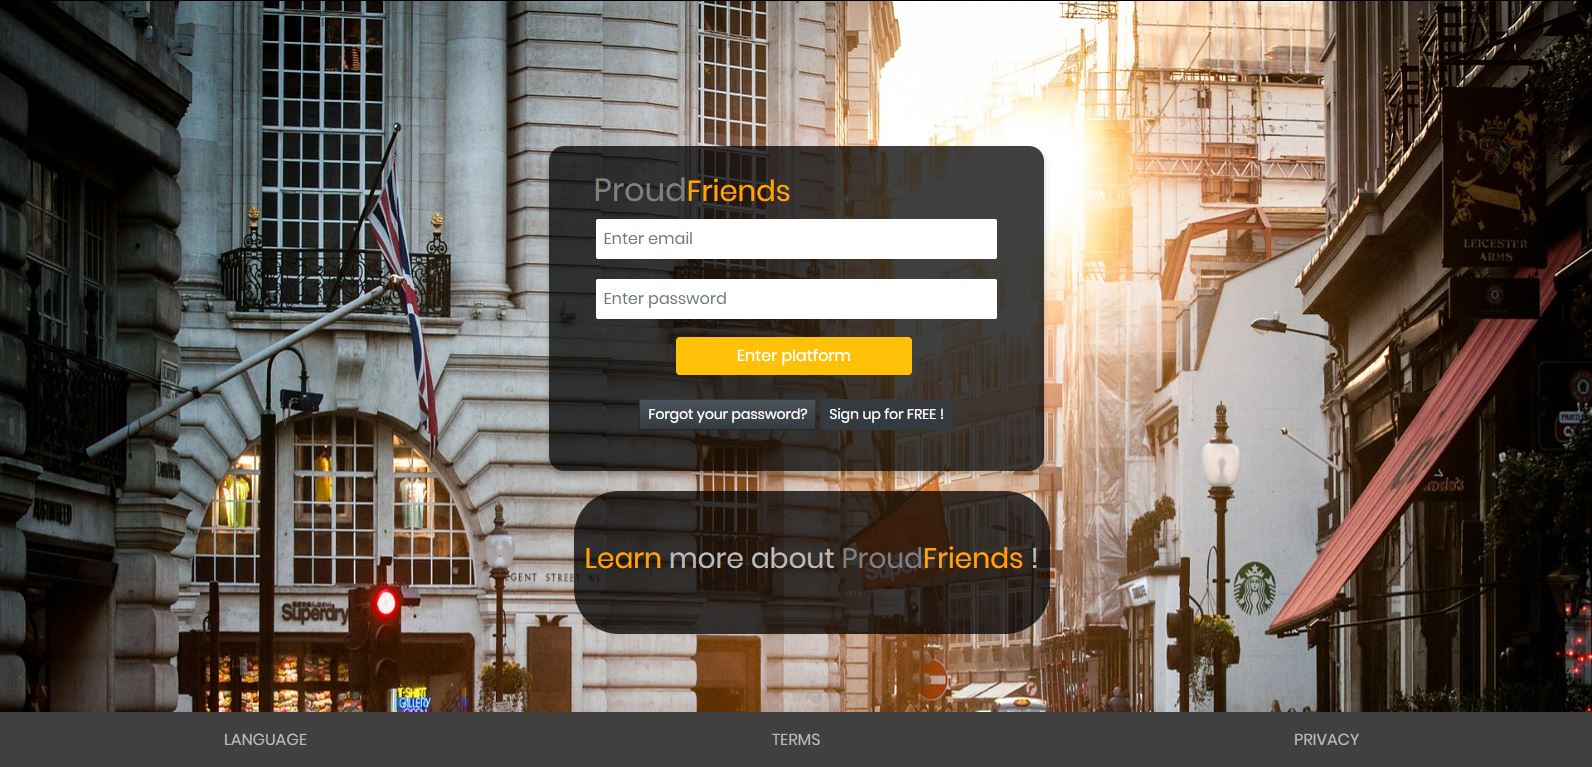 ProudFriends
Enter email
Enter password
Enter platform
Forgot your password? Sign up for FREE !
Learn more about ProudFriends !
LEICESTER
ARMS
GENT STREET W1
Superdry
T-SHIRT
GALLERY
LANGUAGE TERMS PRIVACY